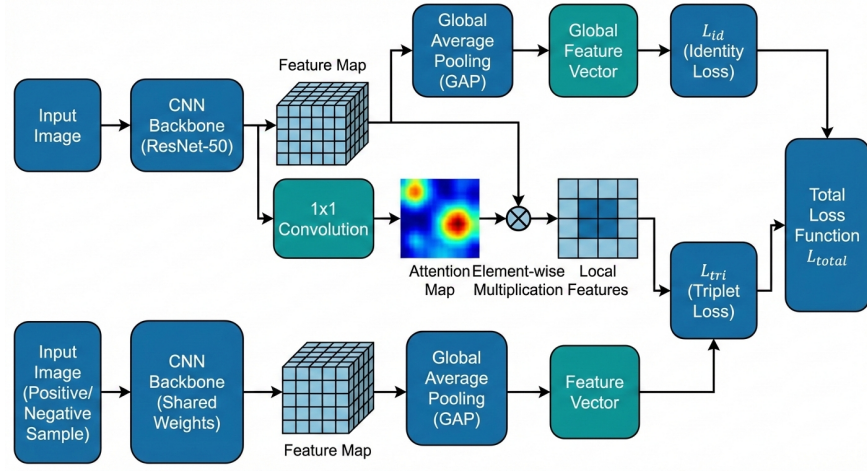 Global
Average
Pooling
(GAP)
Global
Feature
Vector
L_id
(Identity
Loss)
Feature Map
Input
Image
CNN
Backbone
(ResNet-50)
1x1
Convolution
Attention
Map
Element-wise
Multiplication
Local
Features
Total
Loss
Function
L_total
L_tri
(Triplet
Loss)
Input
Image
(Positive/
Negative
Sample)
CNN
Backbone
(Shared
Weights)
Feature Map
Global
Average
Pooling
(GAP)
Feature
Vector